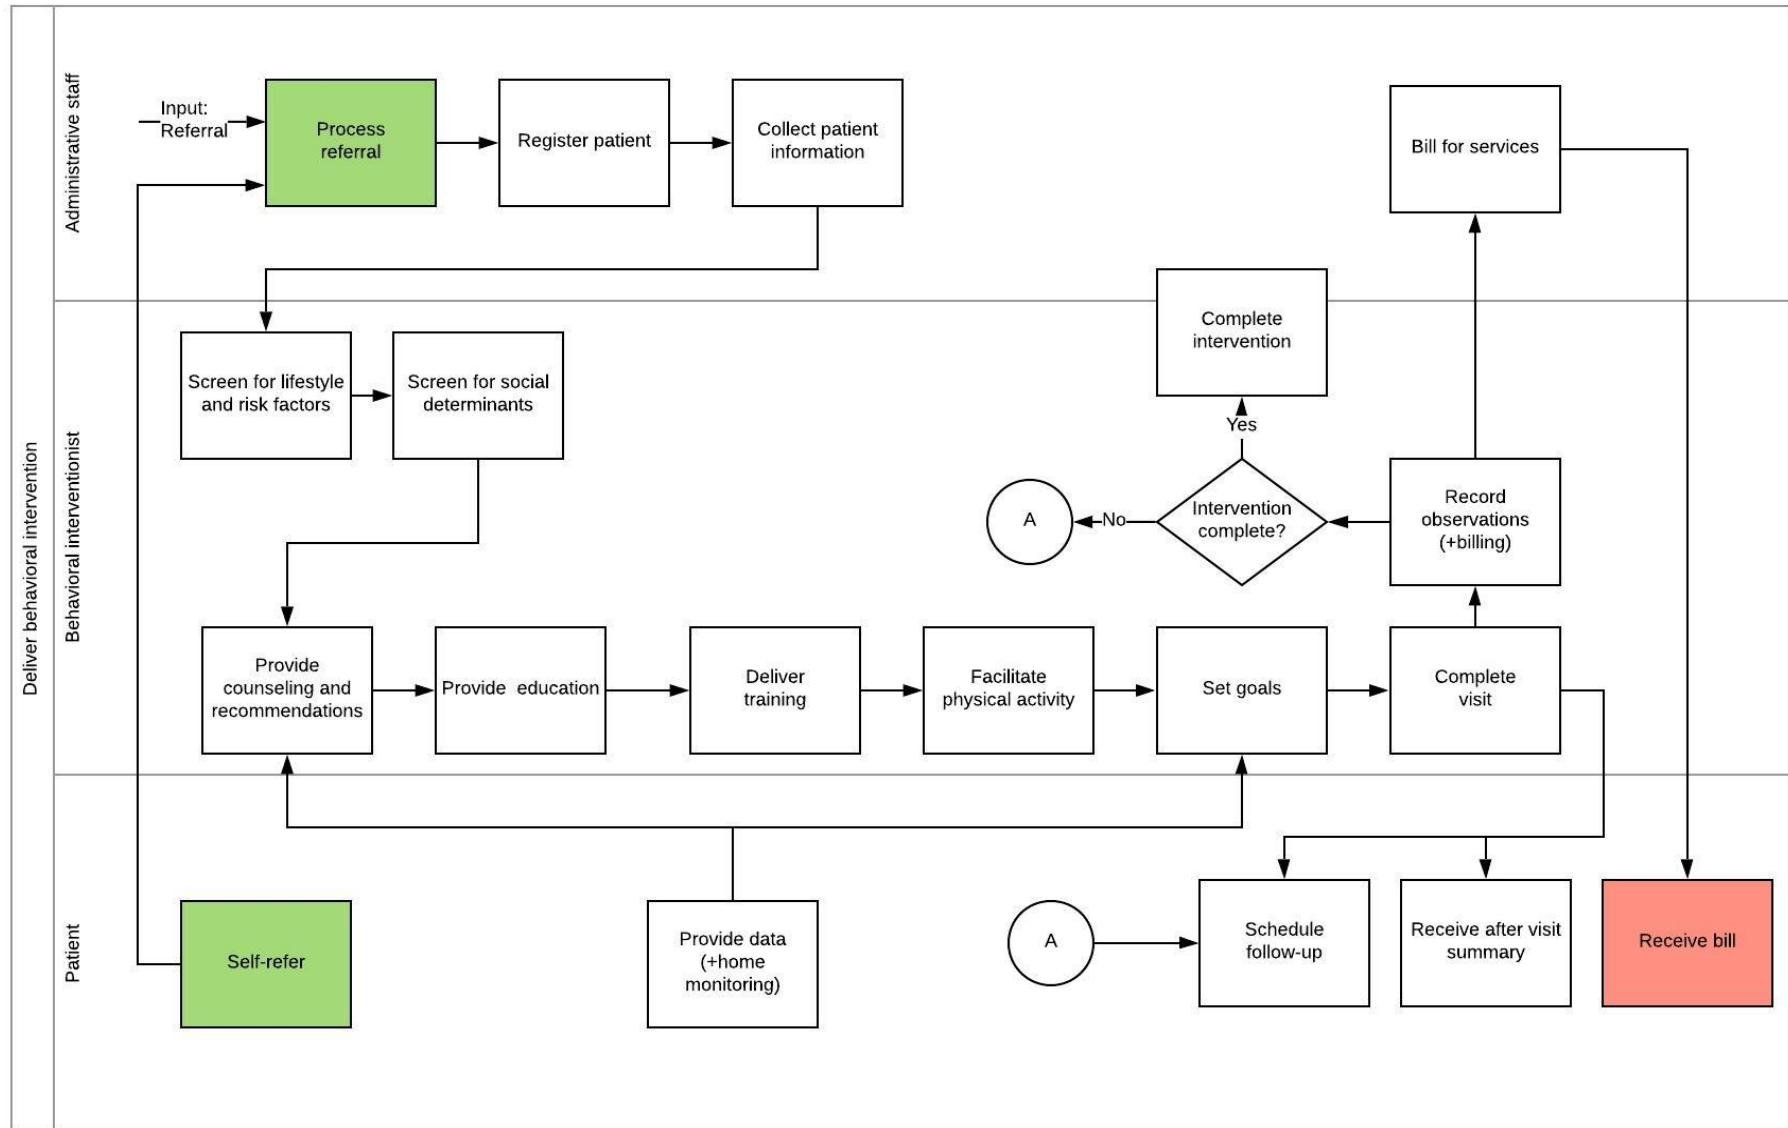 Deliver behavioral intervention
Administrative staff
Input:
Referral
Process
referral
Register patient
Collect patient
information
Bill for services
Behavioral interventionist
Screen for lifestyle
and risk factors
Screen for social
determinants
Complete
intervention
Yes
A
No
Intervention
complete?
Record
observations
(+billing)
Provide
counseling and
recommendations
Provide education
Deliver
training
Facilitate
physical activity
Set goals
Complete
visit
Patient
Self-refer
Provide data
(+home
monitoring)
A
Schedule
follow-up
Receive after visit
summary
Receive bill